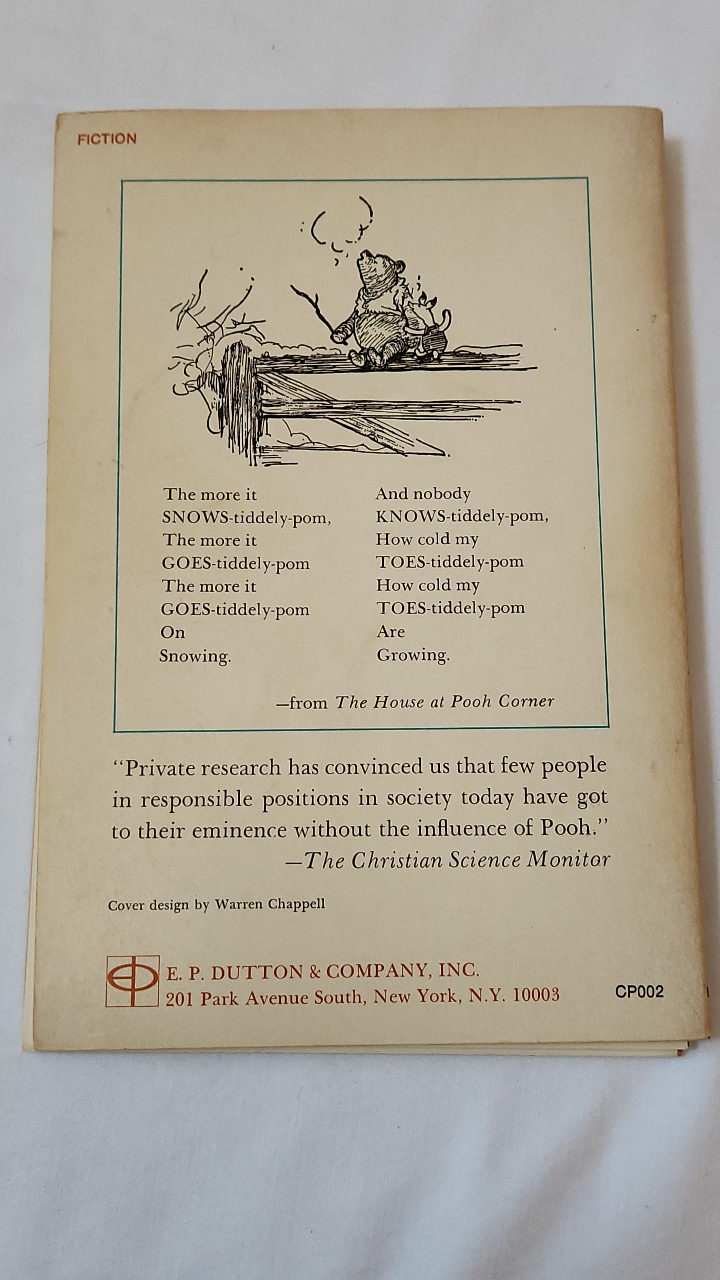 FICTION
The more it
SNOWS-tiddely-pom,
The more it
GOES-tiddely-pom
The more it
GOES-tiddely-pom
On
Snowing.
And nobody
KNOWS-tiddely-pom,
How cold my
TOES-tiddely-pom
How cold my
TOES-tiddely-pom
Are
Growing.
—from The House at Pooh Corner
“Private research has convinced us that few people
in responsible positions in society today have got
to their eminence without the influence of Pooh.”
—The Christian Science Monitor
Cover design by Warren Chappell
E. P. DUTTON & COMPANY, INC.
201 Park Avenue South, New York, N.Y. 10003
CP002